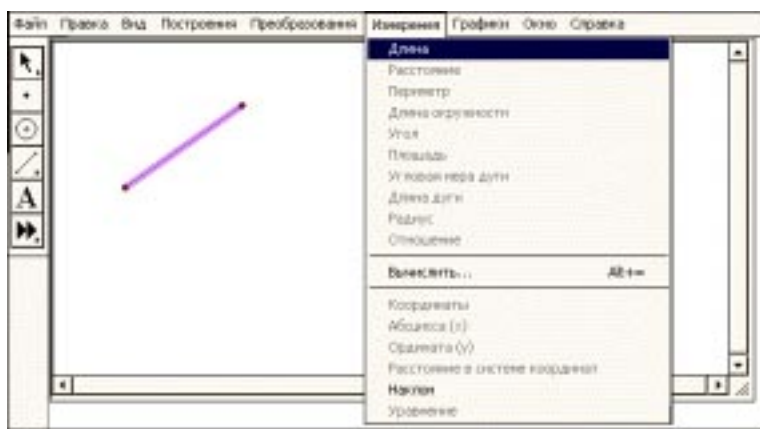 Файл Правка Вид Построения Преобразования Измерения Графики Окно Справка
Длина
Расстояние
Периметр
Длина окружности
Угол
Площадь
Угловая мера дуги
Длина дуги
Радиус
Отношение
Вычислить... Alt+=
Координаты
Абсцисса (x)
Ордината (y)
Расстояние в системе координат
Наклон
Уравнение
A